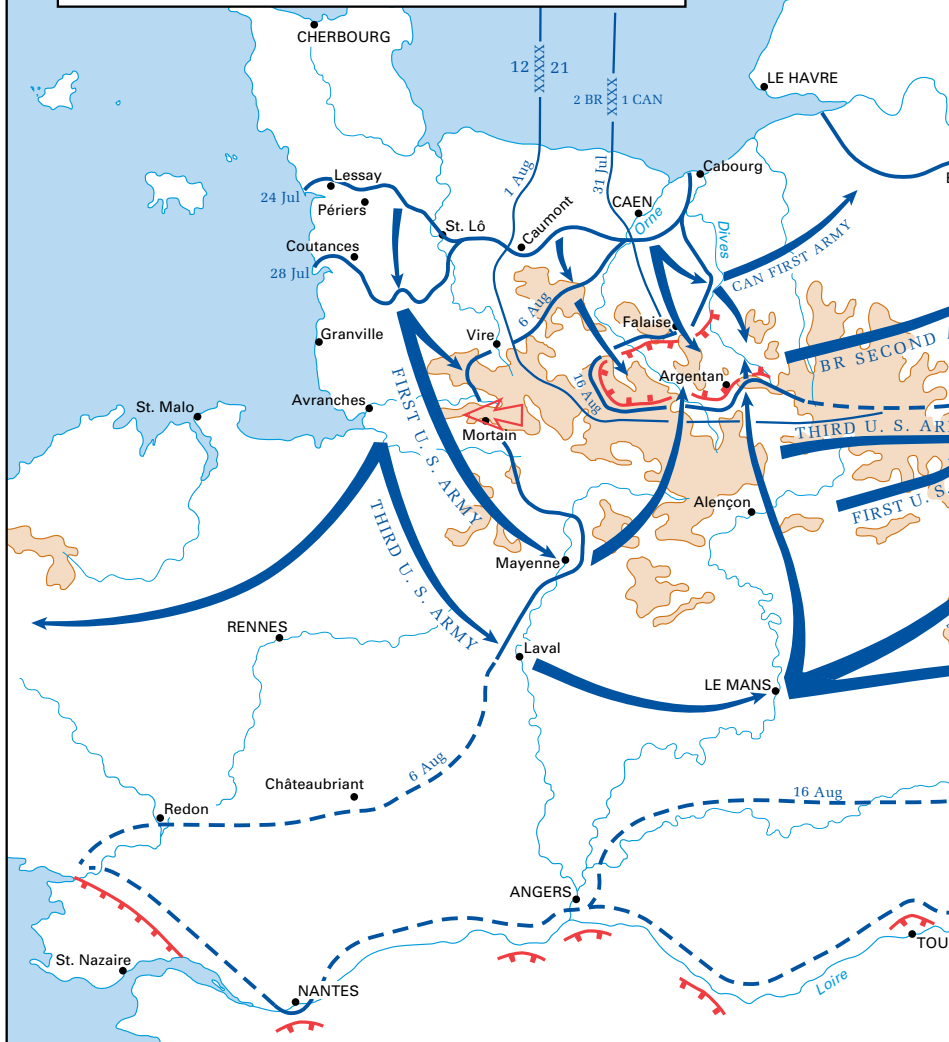 CHERBOURG
12 XXXXX 21
2 BR XXXX 1 CAN
LE HAVRE
1 Aug
31 Jul
Cabourg
Lessay
24 Jul
Périers
CAEN
Orne
St. Lô
Caumont
Dives
Coutances
28 Jul
CAN FIRST ARMY
6 Aug
Granville
Vire
Falaise
BR SECOND
Argentan
16 Aug
FIRST U. S. ARMY
Avranches
St. Malo
Mortain
THIRD U. S. AR
Alençon
FIRST U. S.
THIRD U. S. ARMY
Mayenne
RENNES
Laval
LE MANS
6 Aug
Châteaubriant
16 Aug
Redon
ANGERS
TOU
St. Nazaire
Loire
NANTES